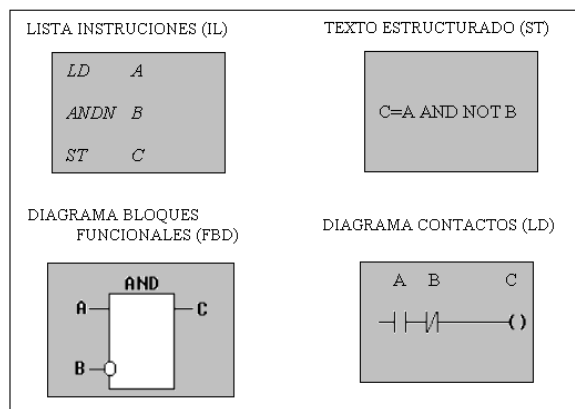 LISTA INSTRUCIONES (IL)
LD A
ANDN B
ST C
TEXTO ESTRUCTURADO (ST)
C=A AND NOT B
DIAGRAMA BLOQUES
FUNCIONALES (FBD)
AND
A
C
B
DIAGRAMA CONTACTOS (LD)
A B C